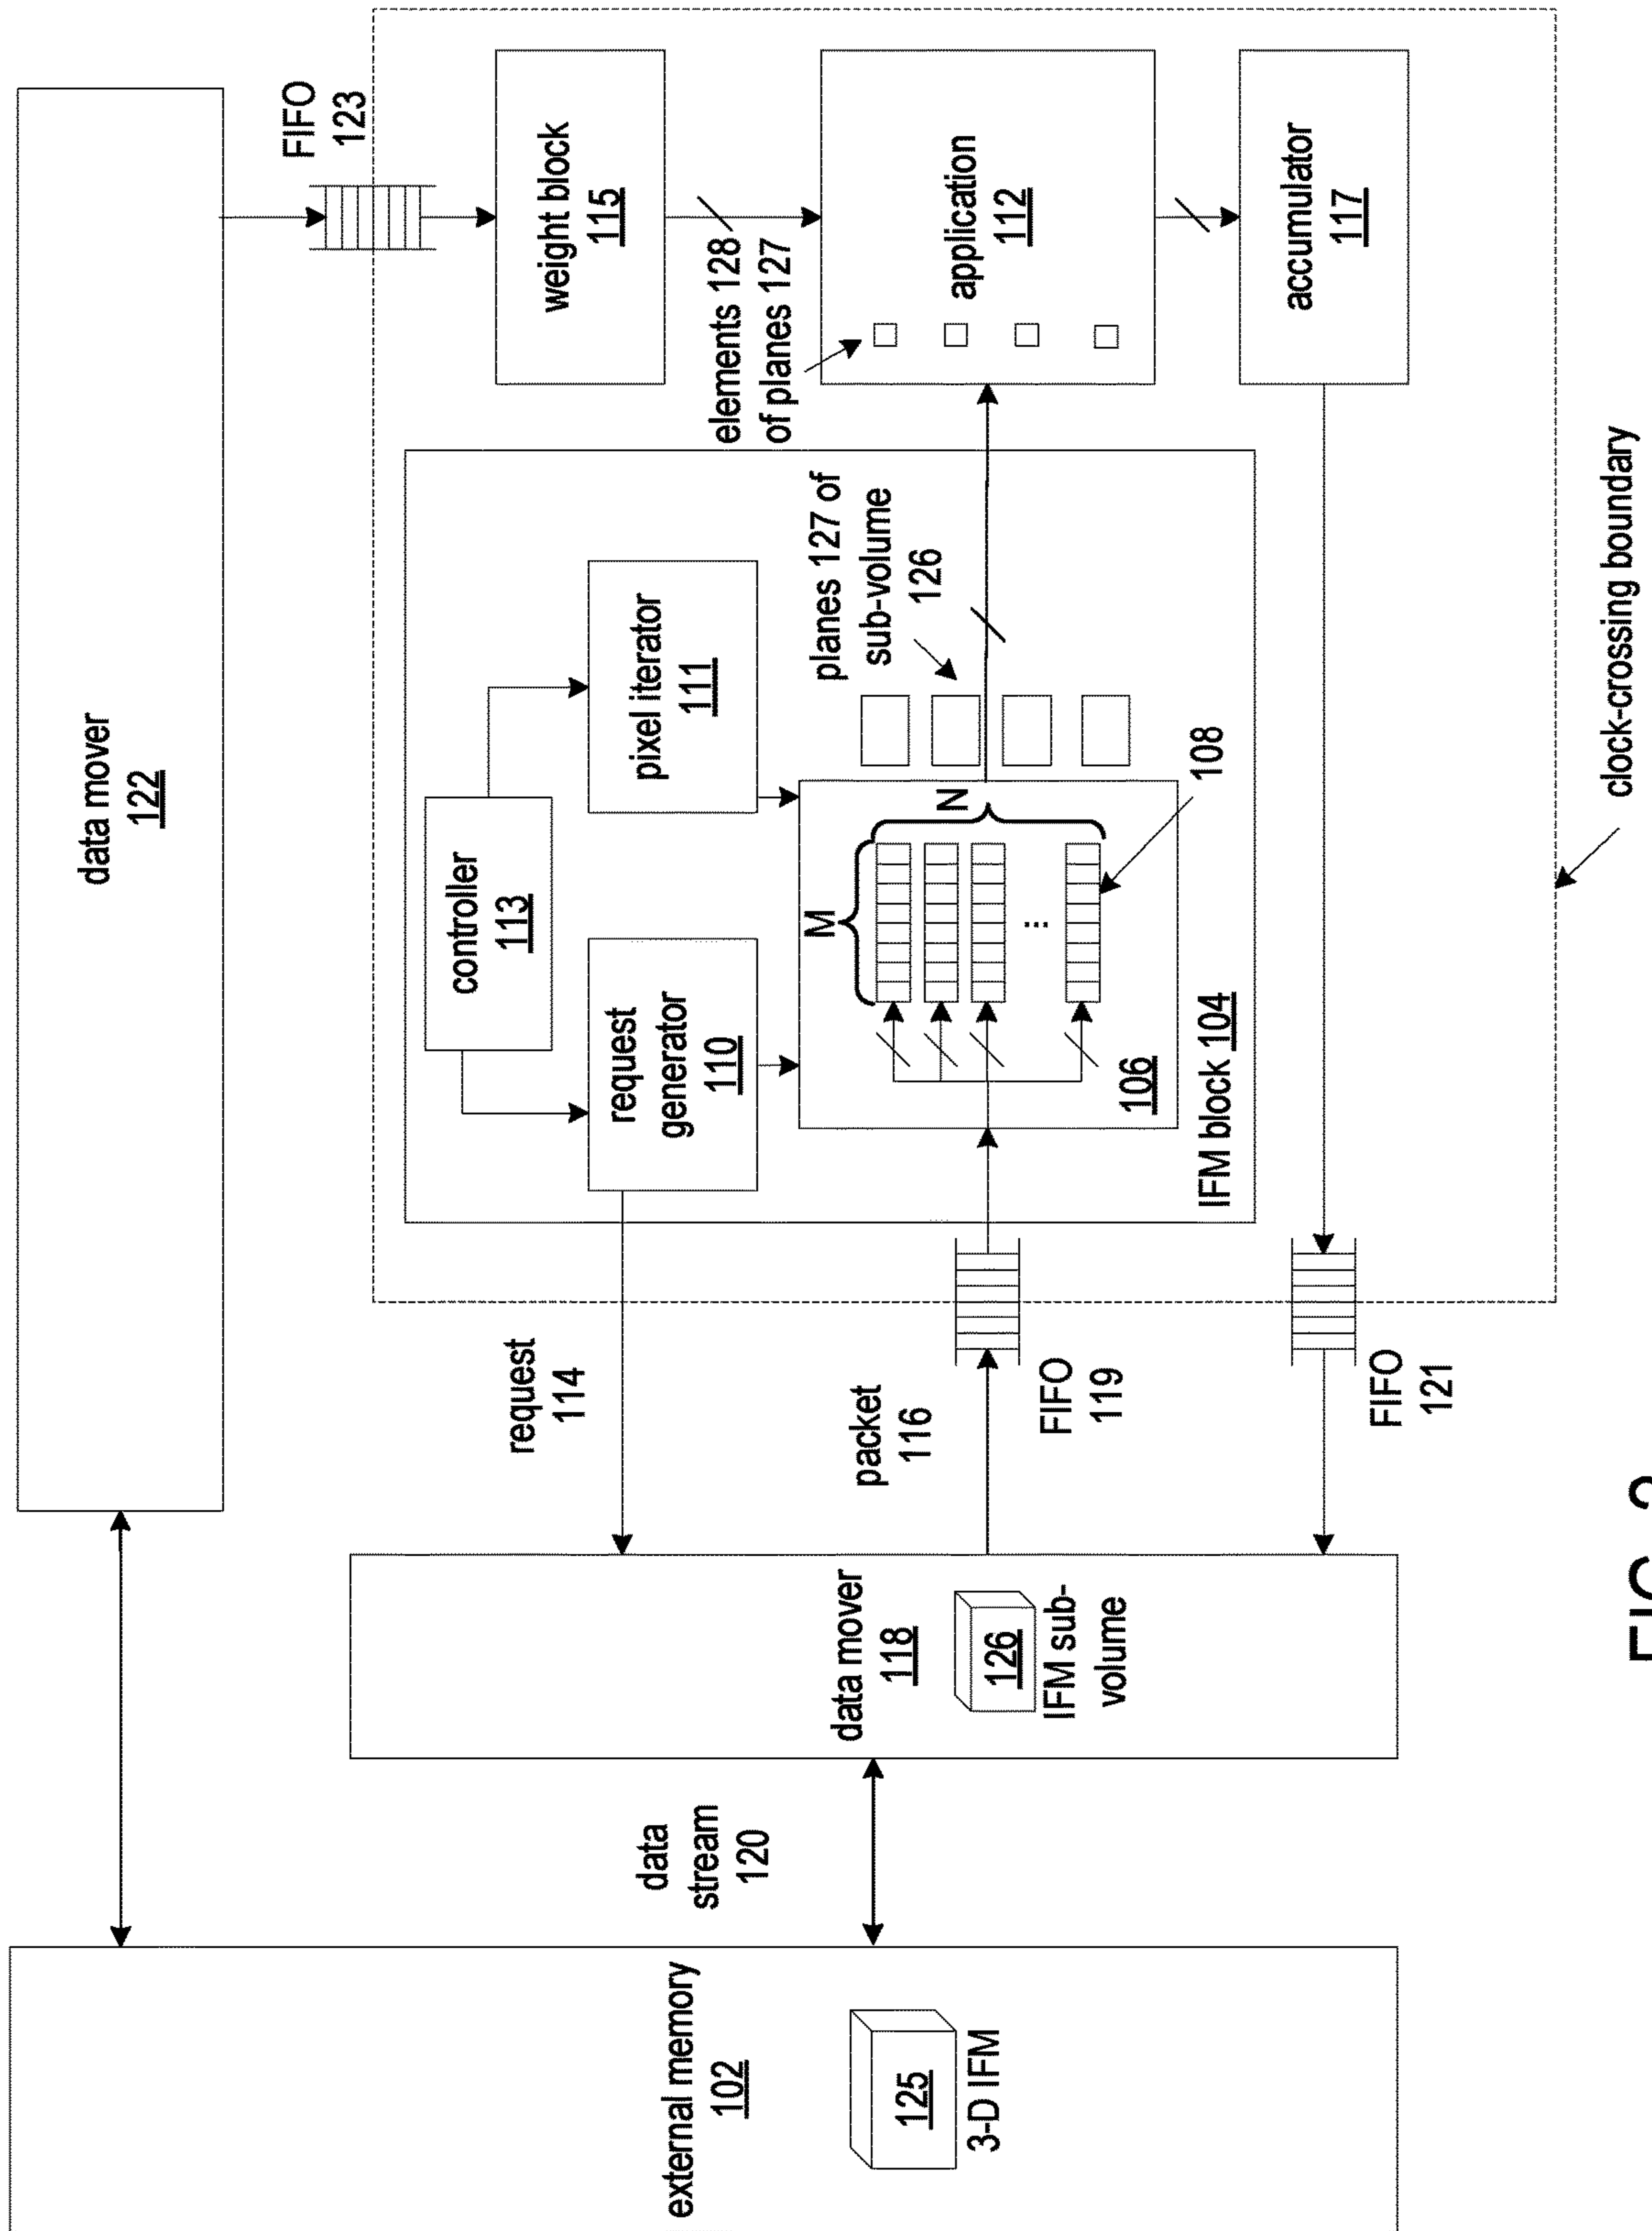 data mover
122
FIFO
123
external memory
102
125
3-D IFM
data
stream
120
data mover
118
126
IFM sub-
volume
request
114
packet
116
FIFO
119
FIFO
121
controller
113
request
generator
110
pixel iterator
111
M
N
106
108
IFM block 104
planes 127 of
sub-volume
126
weight block
115
elements 128
of planes 127
application
112
accumulator
117
clock-crossing boundary